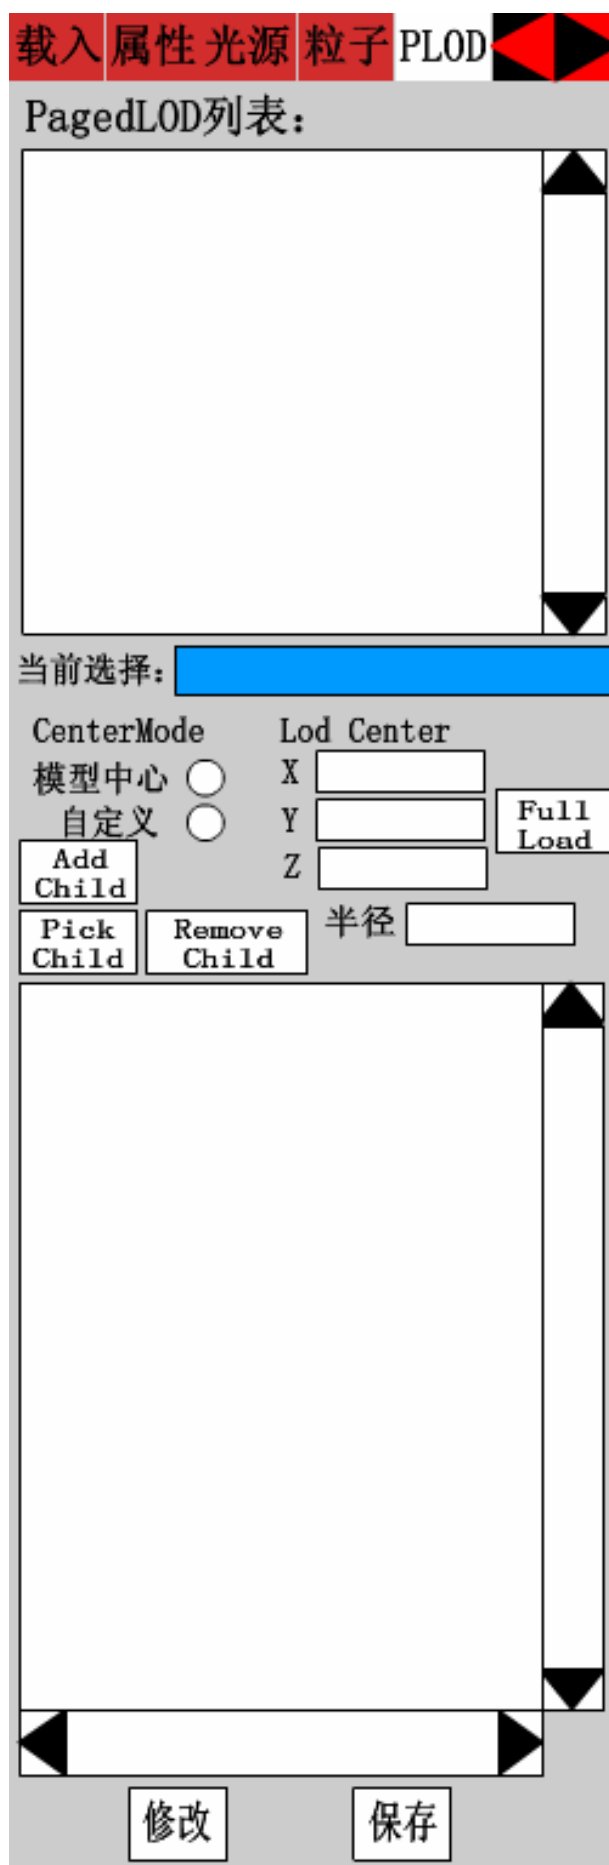 载入 属性 光源 粒子 PLOD
PagedLOD列表：
当前选择：
CenterMode Lod Center
模型中心 X
自定义 Y
Full
Load
Z
Add
Child
半径
Pick
Child
Remove
Child
修改 保存